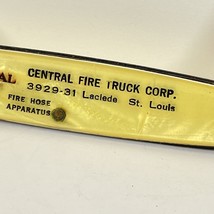 AL CENTRAL FIRE TRUCK CORP.
3929-31 Laclede St. Louis
FIRE HOSE
APPARATUS